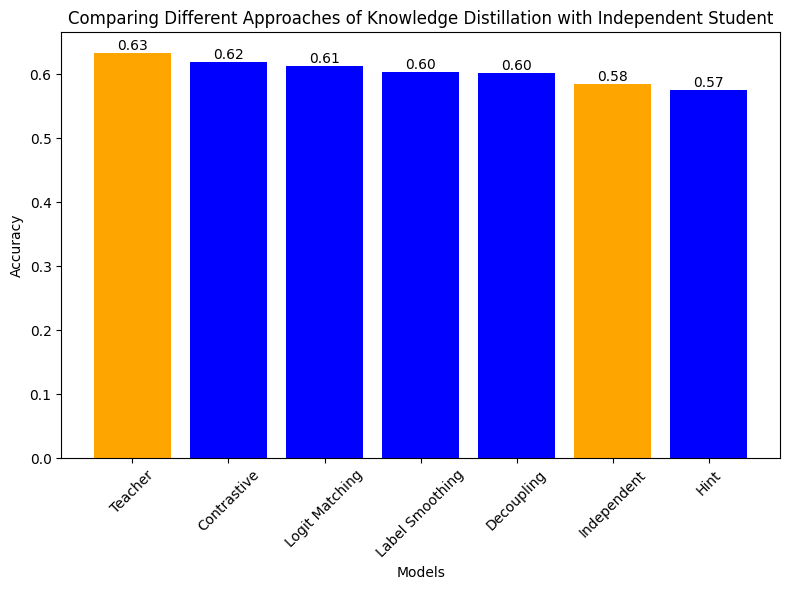 Comparing Different Approaches of Knowledge Distillation with Independent Student
0.63
0.62
0.61
0.60
0.60
0.58
0.57
0.6
0.5
0.4
0.3
0.2
0.1
0.0
Accuracy
Teacher
Contrastive
Logit Matching
Label Smoothing
Decoupling
Independent
Hint
Models